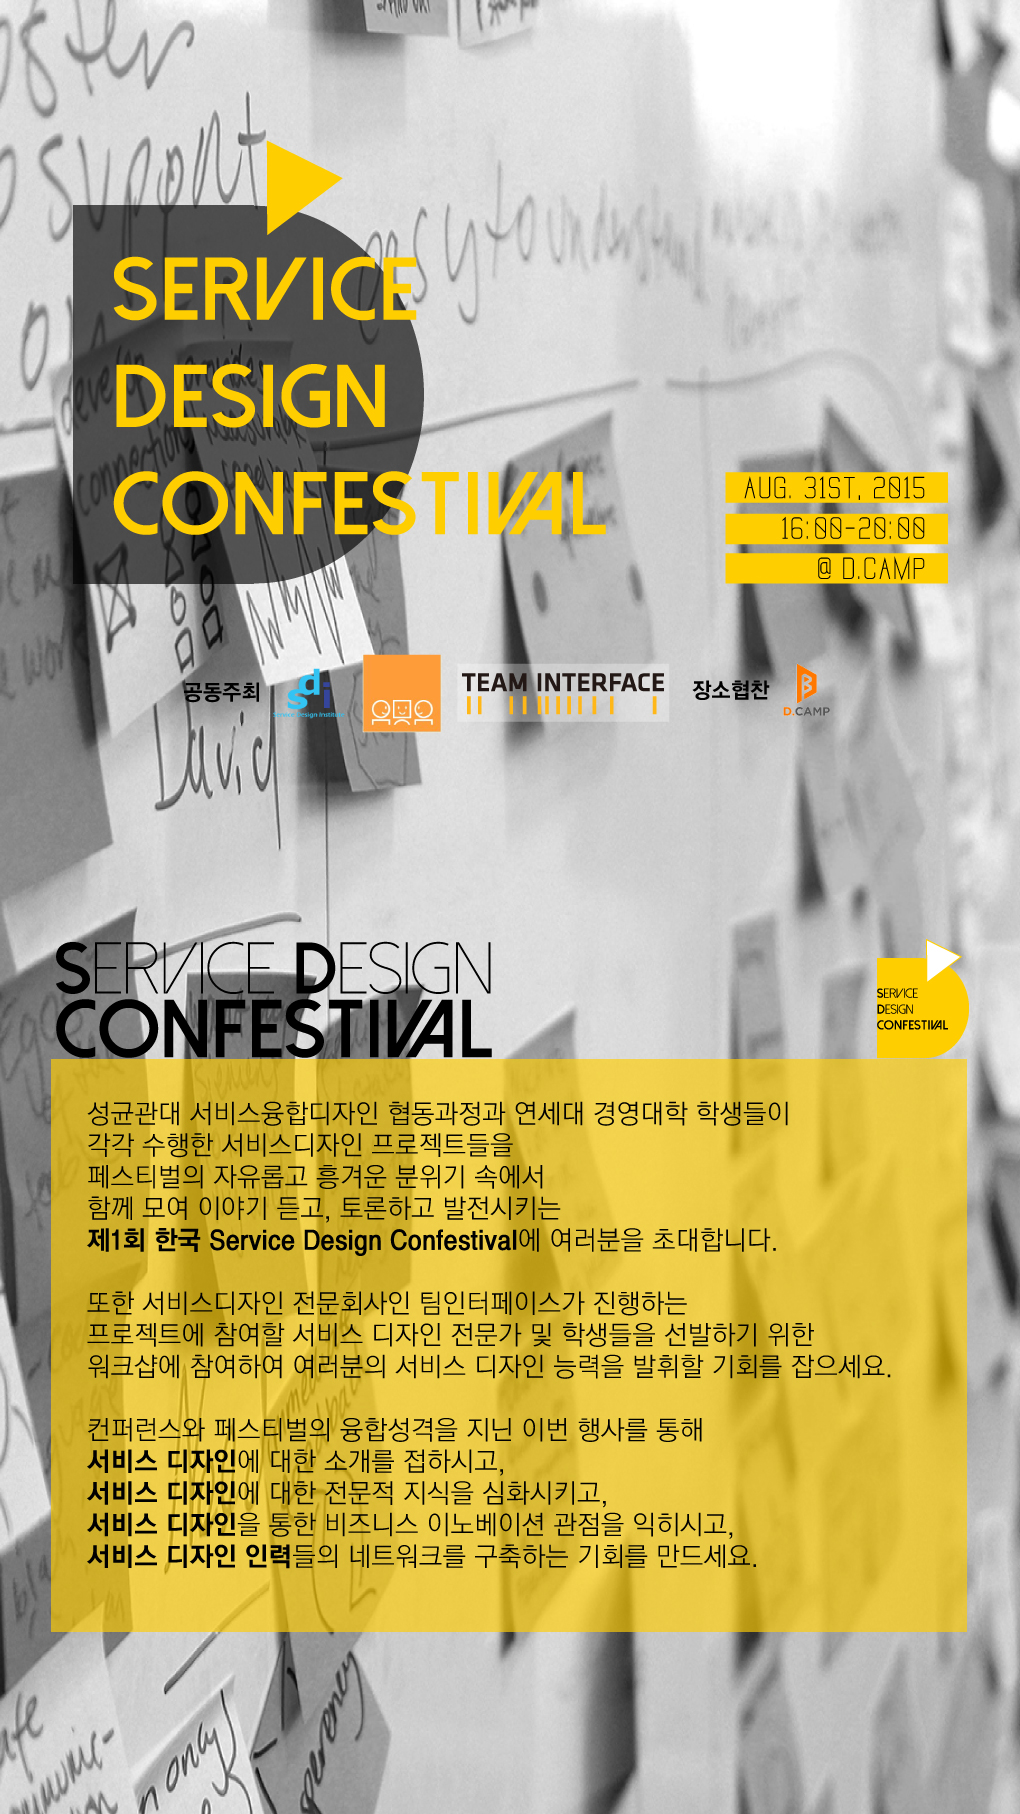 to support
easy to understand
SERVICE
DESIGN
CONFESTIVAL
AUG. 31ST, 2015
16:00-20:00
@ D.CAMP
develop
connection
공동주최
sdi
Service Design Institute
TEAM INTERFACE
장소협찬
D.CAMP
David
SERVICE DESIGN
CONFESTIVAL
SERVICE
DESIGN
CONFESTIVAL
성균관대 서비스융합디자인 협동과정과 연세대 경영대학 학생들이
각각 수행한 서비스디자인 프로젝트들을
페스티벌의 자유롭고 흥겨운 분위기 속에서
함께 모여 이야기 듣고, 토론하고 발전시키는
제1회 한국 Service Design Confestival에 여러분을 초대합니다.
또한 서비스디자인 전문회사인 팀인터페이스가 진행하는
프로젝트에 참여할 서비스 디자인 전문가 및 학생들을 선발하기 위한
워크샵에 참여하여 여러분의 서비스 디자인 능력을 발휘할 기회를 잡으세요.
컨퍼런스와 페스티벌의 융합성격을 지닌 이번 행사를 통해
서비스 디자인에 대한 소개를 접하시고,
서비스 디자인에 대한 전문적 지식을 심화시키고,
서비스 디자인을 통한 비즈니스 이노베이션 관점을 익히시고,
서비스 디자인 인력들의 네트워크를 구축하는 기회를 만드세요.